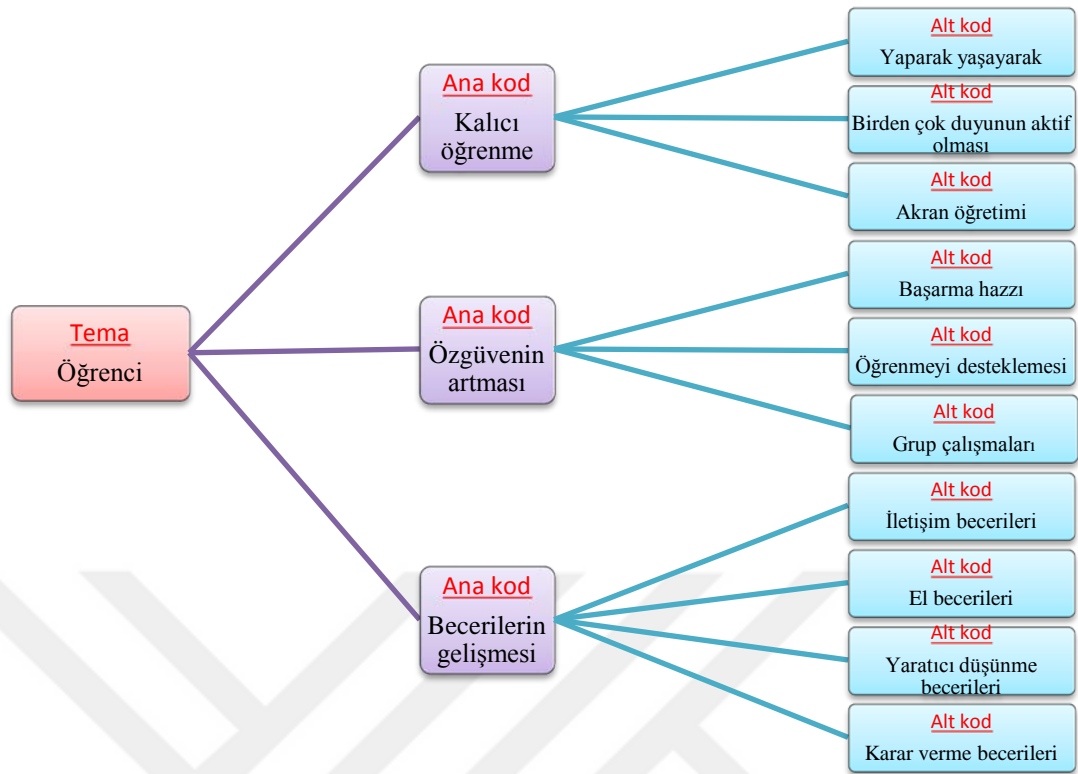 Tema
Öğrenci
Ana kod
Kalıcı
öğrenme
Alt kod
Yaparak yaşayarak
Alt kod
Birden çok duyunun aktif
olması
Alt kod
Akran öğretimi
Ana kod
Özgüvenin
artması
Alt kod
Başarma hazzı
Alt kod
Öğrenmeyi desteklemesi
Alt kod
Grup çalışmaları
Ana kod
Becerilerin
gelişmesi
Alt kod
İletişim becerileri
Alt kod
El becerileri
Alt kod
Yaratıcı düşünme
becerileri
Alt kod
Karar verme becerileri